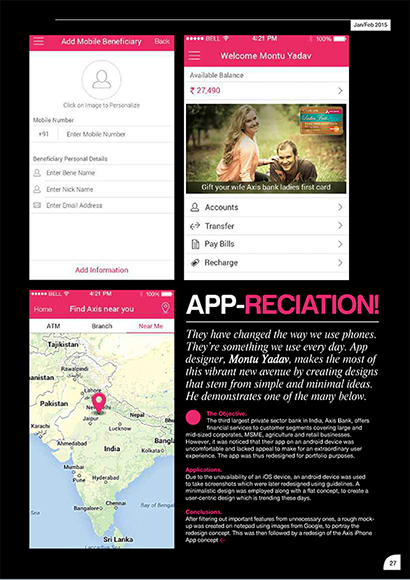 Jan/Feb 2015
Add Mobile Beneficiary Back
Click on Image to Personalize
Mobile Number
+91 Enter Mobile Number
Beneficiary Personal Details
Enter Bene Name
Enter Nick Name
Enter Email Address
Add Information
BELL 4:21 PM 100%
Welcome Montu Yadav
Available Balance
₹ 27,490
Gift your wife Axis bank ladies first card
Accounts
Transfer
Pay Bills
Recharge
BELL 4:21 PM 100%
Home Find Axis near you
ATM Branch Near Me
Tajikistan
Rawalpindi
Lahore
Pakistan
New Delhi
Nepal
Karachi
Jaipur
Lucknow
Ahmedabad
India
Kolkata
Mumbai
Pune
Hyderabad
Bangalore
Chennai
Bay of
Bengal
Sri Lanka
APP-RECIATION!
They have changed the way we use phones.
They're something we use every day. App
designer, Montu Yadav, makes the most of
this vibrant new avenue by creating designs
that stem from simple and minimal ideas.
He demonstrates one of the many below.
The Objective.
The third largest private sector bank in India, Axis Bank, offers
financial services to customer segments covering large and
mid-sized corporates, MSME, agriculture and retail businesses.
However, it was noticed that their app on an android device was
uncomfortable and lacked appeal to make for an extraordinary user
experience. The app was thus redesigned for portfolio purposes.
Applications.
Due to the unavailability of an iOS device, an android device was used
to take screenshots which were later redesigned using guidelines. A
minimalistic design was employed along with a flat concept, to create a
user-centric design which is trending these days.
Conclusions.
After filtering out important features from unnecessary ones, a rough mock-
up was created on notepad using images from Google, to portray the
redesign concept. This was then followed by a redesign of the Axis iPhone
App concept
27